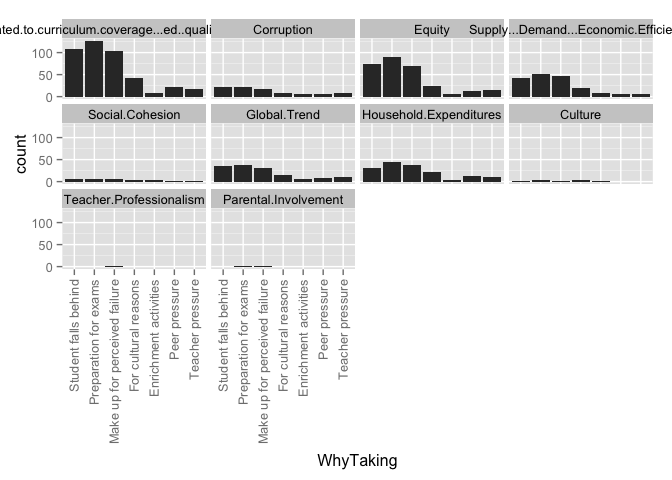 ated.to.curriculum.coverage...ed..quali
Corruption
Equity
Supply...Demand...Economic.Efficie
100
50
0
Social.Cohesion
Global.Trend
Household.Expenditures
Culture
100
50
0
Teacher.Professionalism
Parental.Involvement
100
50
0
count
Student falls behind
Preparation for exams
Make up for perceived failure
For cultural reasons
Enrichment activities
Peer pressure
Teacher pressure
Student falls behind
Preparation for exams
Make up for perceived failure
For cultural reasons
Enrichment activities
Peer pressure
Teacher pressure
WhyTaking